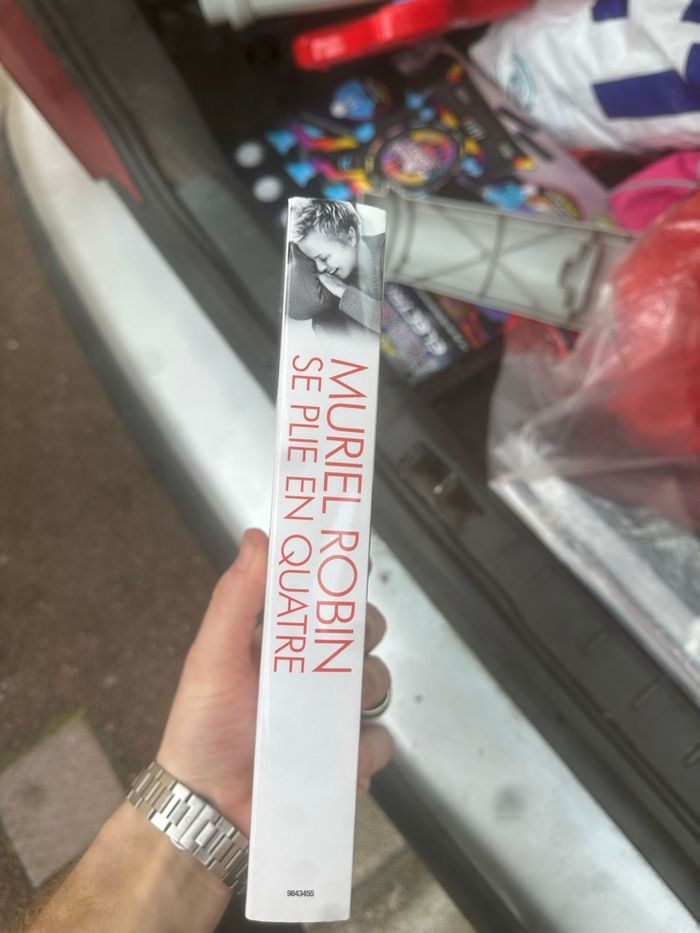 MURIEL ROBIN
SE PLIE EN QUATRE
9843455